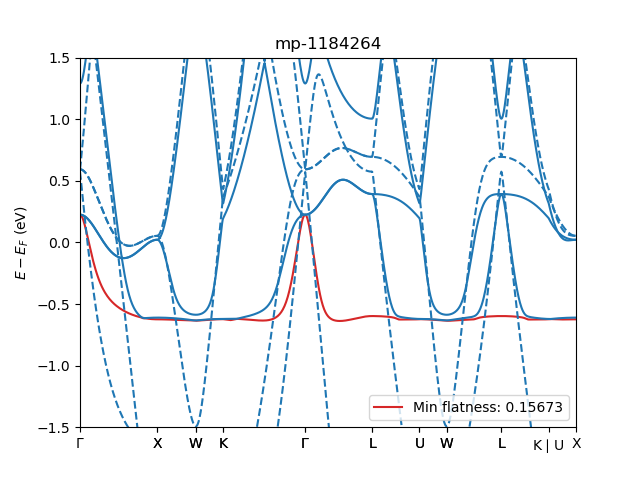 mp-1184264
E − E_F (eV)
1.5
1.0
0.5
0.0
−0.5
−1.0
−1.5
Min flatness: 0.15673
Γ X W K Γ L U W L K | U X